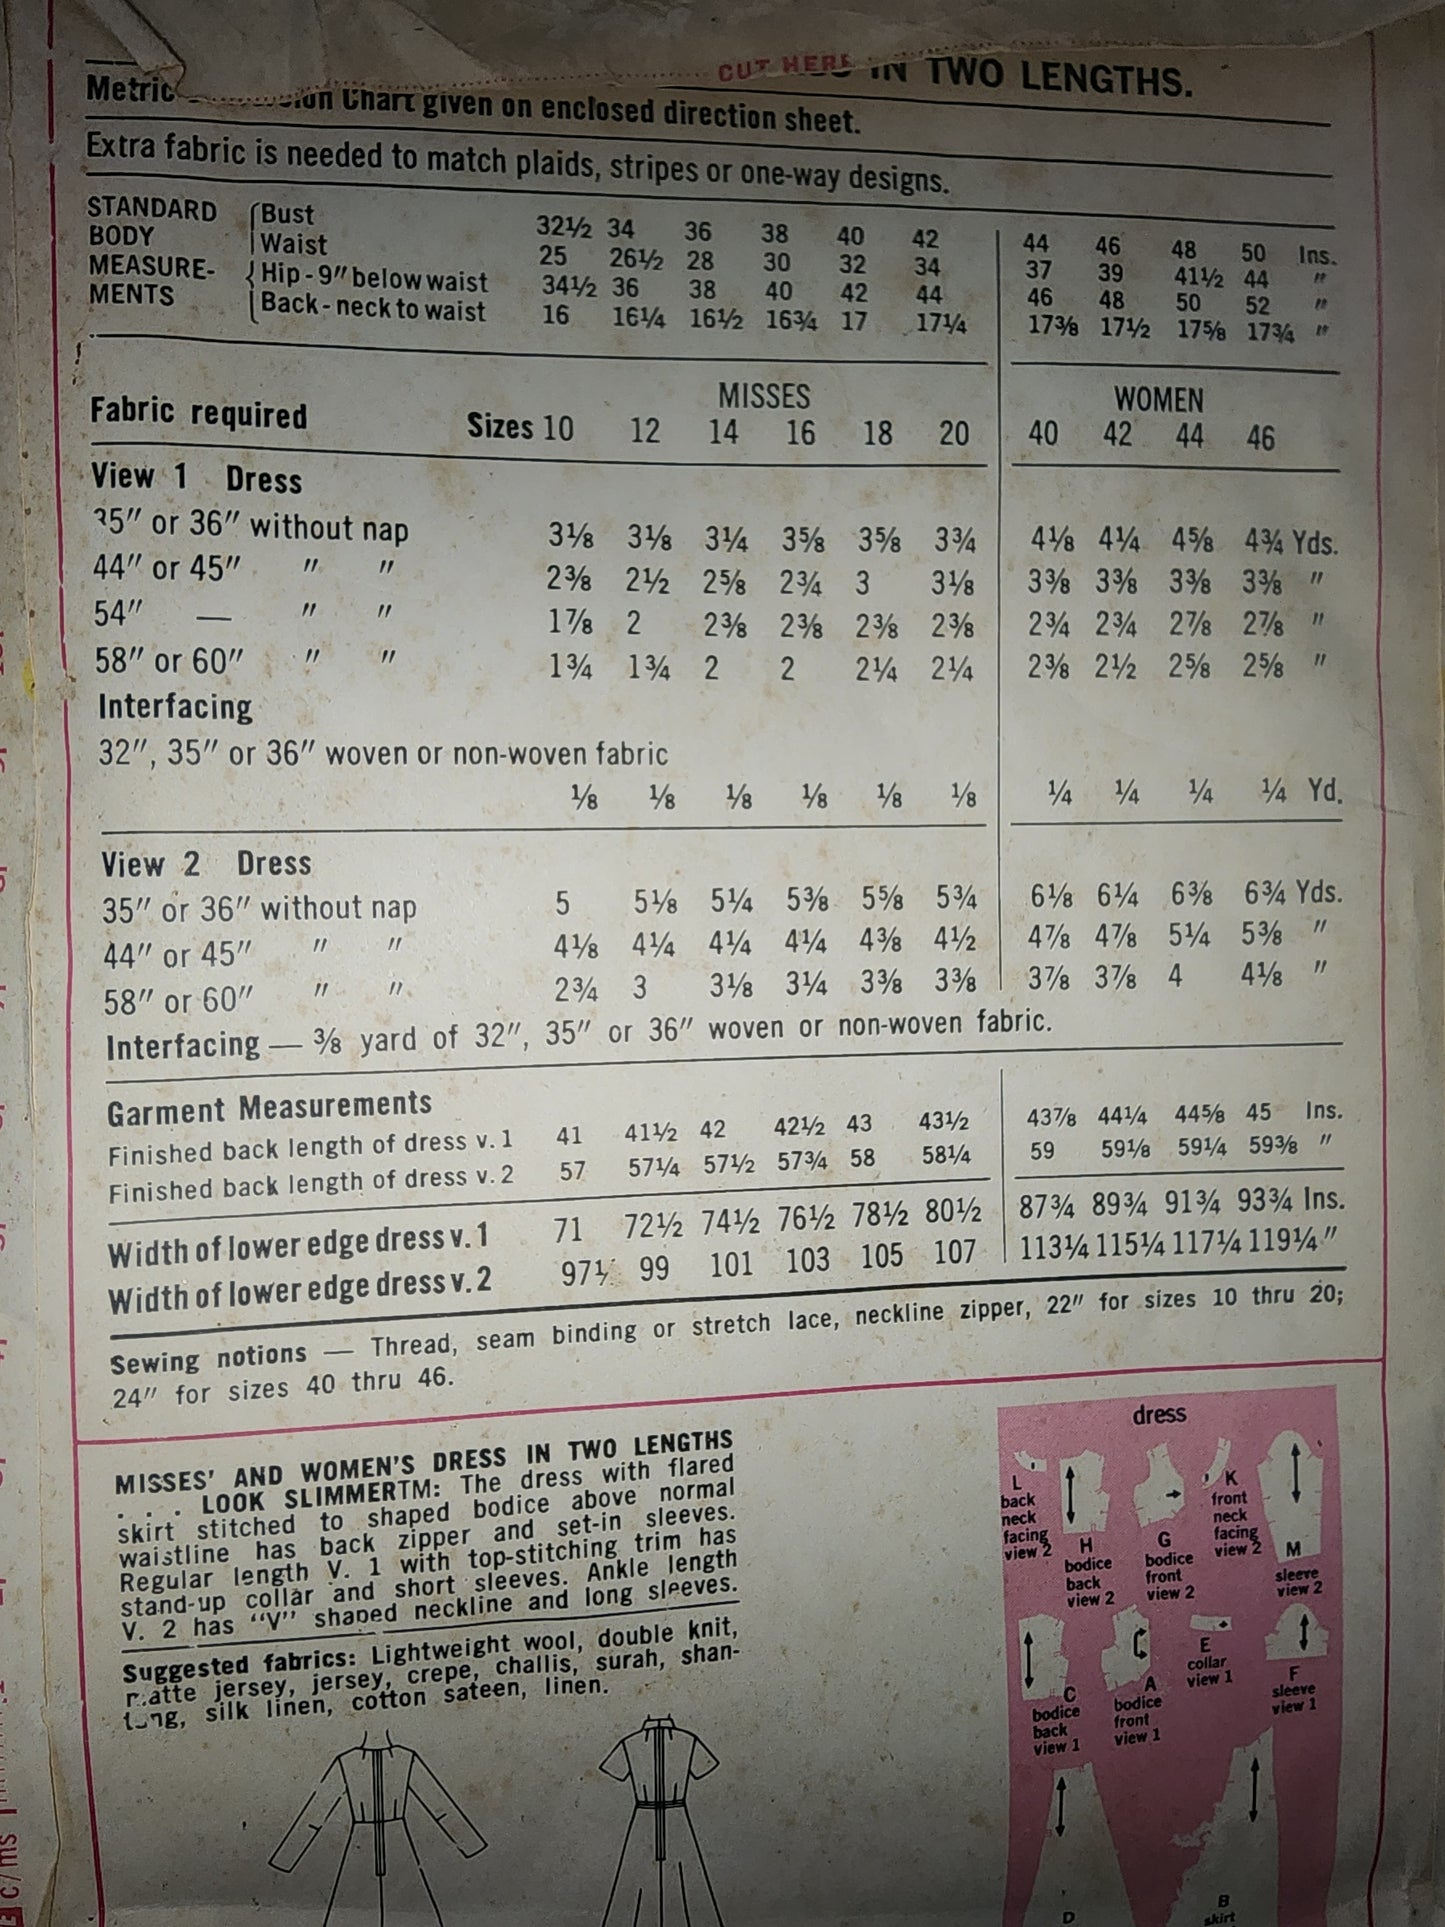 CUT HERE IN TWO LENGTHS.
Metric Chart given on enclosed direction sheet.
Extra fabric is needed to match plaids, stripes or one-way designs.
STANDARD BODY MEASURE-MENTS
Bust 32½ 34 36 38 40 42 44 46 48 50 Ins.
Waist 25 26½ 28 30 32 34 37 39 41½ 44 "
Hip - 9" below waist 34½ 36 38 40 42 44 46 48 50 52 "
Back - neck to waist 16 16¼ 16½ 16¾ 17 17¼ 17⅜ 17½ 17⅝ 17¾ "
MISSES WOMEN
Fabric required Sizes 10 12 14 16 18 20 40 42 44 46
View 1 Dress
35" or 36" without nap 3⅛ 3⅛ 3¼ 3⅝ 3⅝ 3¾ 4⅛ 4¼ 4⅝ 4¾ Yds.
44" or 45" " " 2⅜ 2½ 2⅝ 2¾ 3 3⅛ 3⅜ 3⅜ 3⅜ 3⅜ "
54" — " " 1⅞ 2 2⅜ 2⅜ 2⅜ 2⅜ 2¾ 2¾ 2⅞ 2⅞ "
58" or 60" " " 1¾ 1¾ 2 2 2¼ 2¼ 2⅜ 2½ 2⅝ 2⅝ "
Interfacing
32", 35" or 36" woven or non-woven fabric
⅛ ⅛ ⅛ ⅛ ⅛ ⅛ ¼ ¼ ¼ ¼ Yd.
View 2 Dress
35" or 36" without nap 5 5⅛ 5¼ 5⅜ 5⅝ 5¾ 6⅛ 6¼ 6⅜ 6¾ Yds.
44" or 45" " " 4⅛ 4¼ 4¼ 4¼ 4⅜ 4½ 4⅞ 4⅞ 5¼ 5⅜ "
58" or 60" " " 2¾ 3 3⅛ 3¼ 3⅜ 3⅜ 3⅞ 3⅞ 4 4⅛ "
Interfacing — ⅜ yard of 32", 35" or 36" woven or non-woven fabric.
Garment Measurements
Finished back length of dress v. 1 41 41½ 42 42½ 43 43½ 43⅞ 44¼ 44⅝ 45 Ins.
Finished back length of dress v. 2 57 57¼ 57½ 57¾ 58 58¼ 59 59⅛ 59¼ 59⅜ "
Width of lower edge dress v. 1 71 72½ 74½ 76½ 78½ 80½ 87¾ 89¾ 91¾ 93¾ Ins.
Width of lower edge dress v. 2 97 99 101 103 105 107 113¼ 115¼ 117¼ 119¼ "
Sewing notions — Thread, seam binding or stretch lace, neckline zipper, 22" for sizes 10 thru 20;
24" for sizes 40 thru 46.
MISSES' AND WOMEN'S DRESS IN TWO LENGTHS
. . . LOOK SLIMMERTM: The dress with flared
skirt stitched to shaped bodice above normal
waistline has back zipper and set-in sleeves.
Regular length V. 1 with top-stitching trim has
stand-up collar and short sleeves. Ankle length
V. 2 has "V" shaped neckline and long sleeves.
Suggested fabrics: Lightweight wool, double knit,
matte jersey, jersey, crepe, challis, surah, shan-
tung, silk linen, cotton sateen, linen.
dress
L
back
neck
facing
view 2
H
bodice
back
view 2
G
bodice
front
view 2
K
front
neck
facing
view 2
M
sleeve
view 2
C
bodice
back
view 1
A
bodice
front
view 1
E
collar
view 1
F
sleeve
view 1
D
B
skirt
c/ms